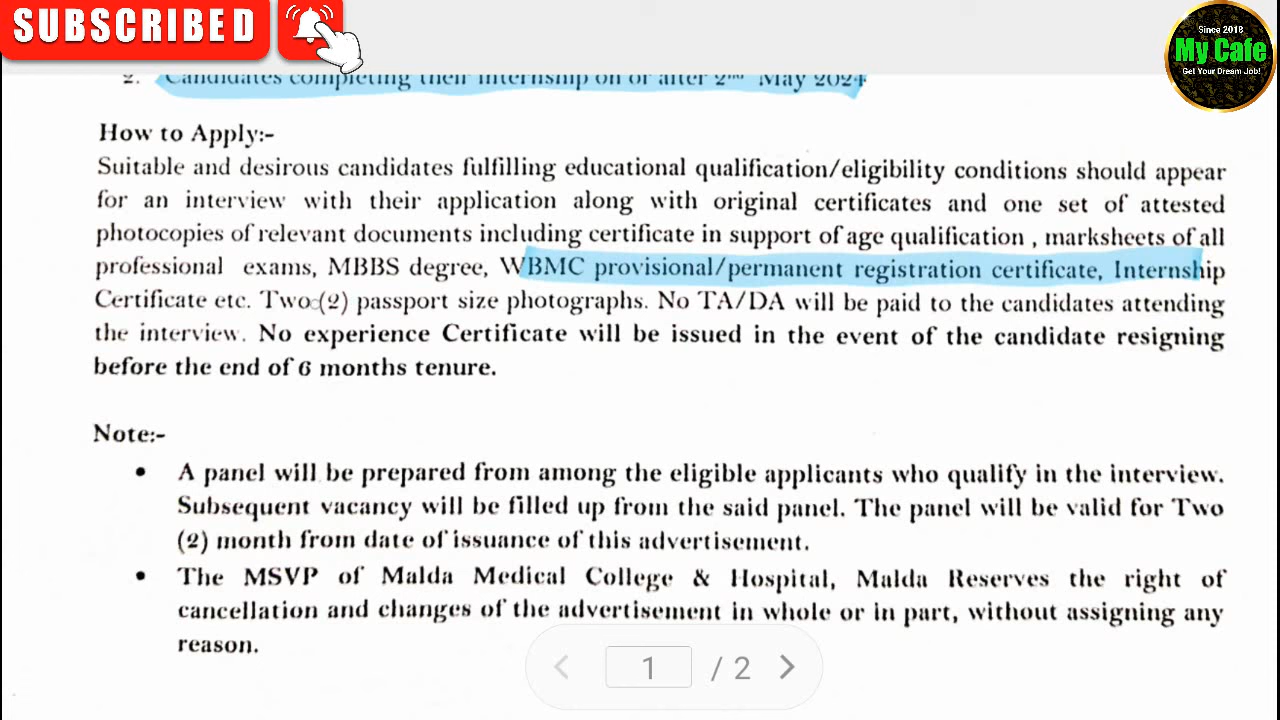 SUBSCRIBED
Since 2018
My Cafe
Get Your Dream Job!
2. Candidates completing their internship on or after 2nd May 2024
How to Apply:-
Suitable and desirous candidates fulfilling educational qualification/eligibility conditions should appear
for an interview with their application along with original certificates and one set of attested
photocopies of relevant documents including certificate in support of age qualification , marksheets of all
professional exams, MBBS degree, WBMC provisional/permanent registration certificate, Internship
Certificate etc. Two (2) passport size photographs. No TA/DA will be paid to the candidates attending
the interview. No experience Certificate will be issued in the event of the candidate resigning
before the end of 6 months tenure.
Note:-
• A panel will be prepared from among the eligible applicants who qualify in the interview.
Subsequent vacancy will be filled up from the said panel. The panel will be valid for Two
(2) month from date of issuance of this advertisement.
• The MSVP of Malda Medical College & Hospital, Malda Reserves the right of
cancellation and changes of the advertisement in whole or in part, without assigning any
reason.
1 / 2